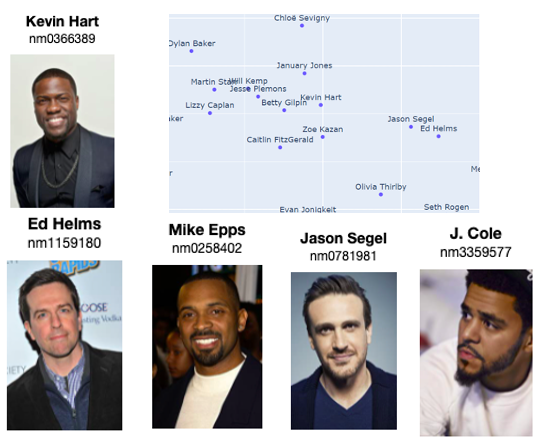 Kevin Hart
nm0366389
Chloë Sevigny
Dylan Baker
January Jones
Will Kemp
Jesse Plemons
Kevin Hart
Betty Gilpin
Lizzy Caplan
aker
Jason Segel
Ed Helms
Zoe Kazan
Caitlin FitzGerald
Me
r
Olivia Thirlby
Evan Jonigkeit
Seth Rogen
Ed Helms
nm1159180
Mike Epps
nm0258402
Jason Segel
nm0781981
J. Cole
nm3359577